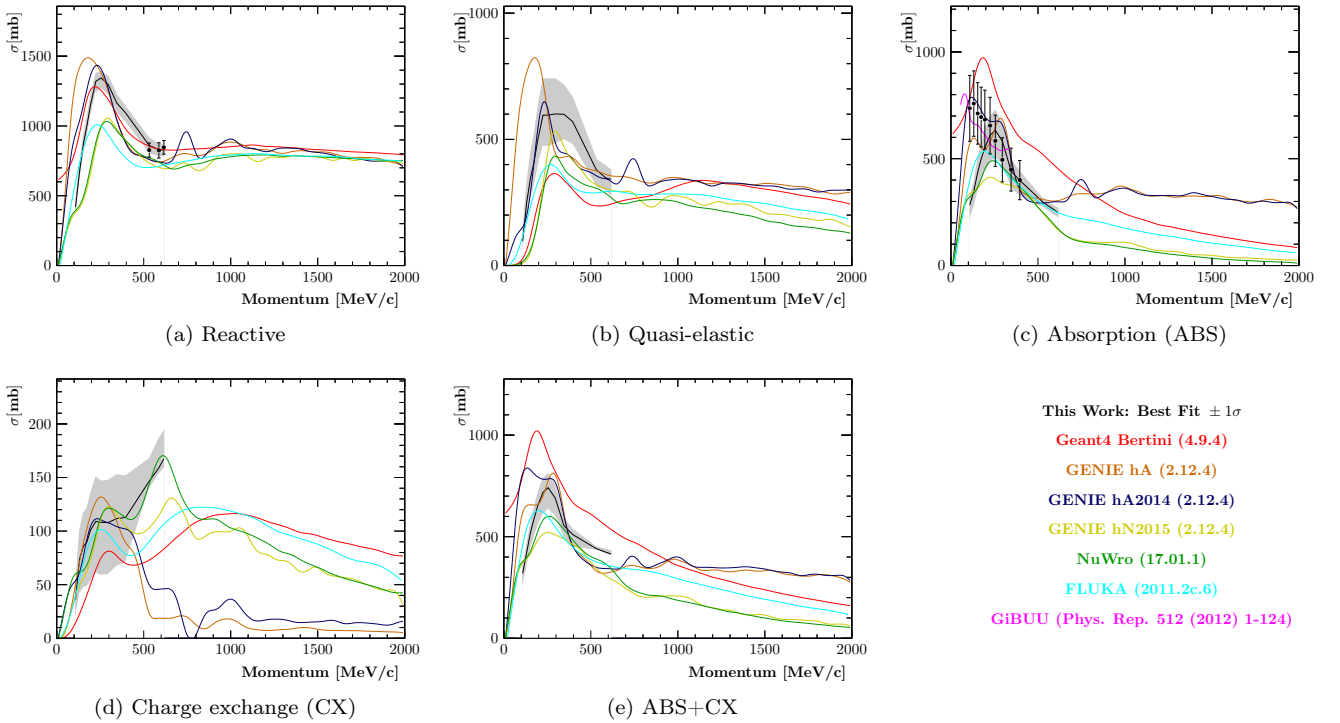 σ[mb]
1500
1000
500
0
0 500 1000 1500 2000
Momentum [MeV/c]
(a) Reactive
σ[mb]
1000
500
0
0 500 1000 1500 2000
Momentum [MeV/c]
(b) Quasi-elastic
σ[mb]
1000
500
0
0 500 1000 1500 2000
Momentum [MeV/c]
(c) Absorption (ABS)
σ[mb]
200
150
100
50
0
0 500 1000 1500 2000
Momentum [MeV/c]
(d) Charge exchange (CX)
σ[mb]
1000
500
0
0 500 1000 1500 2000
Momentum [MeV/c]
(e) ABS+CX
This Work: Best Fit ± 1σ
Geant4 Bertini (4.9.4)
GENIE hA (2.12.4)
GENIE hA2014 (2.12.4)
GENIE hN2015 (2.12.4)
NuWro (17.01.1)
FLUKA (2011.2c.6)
GiBUU (Phys. Rep. 512 (2012) 1-124)